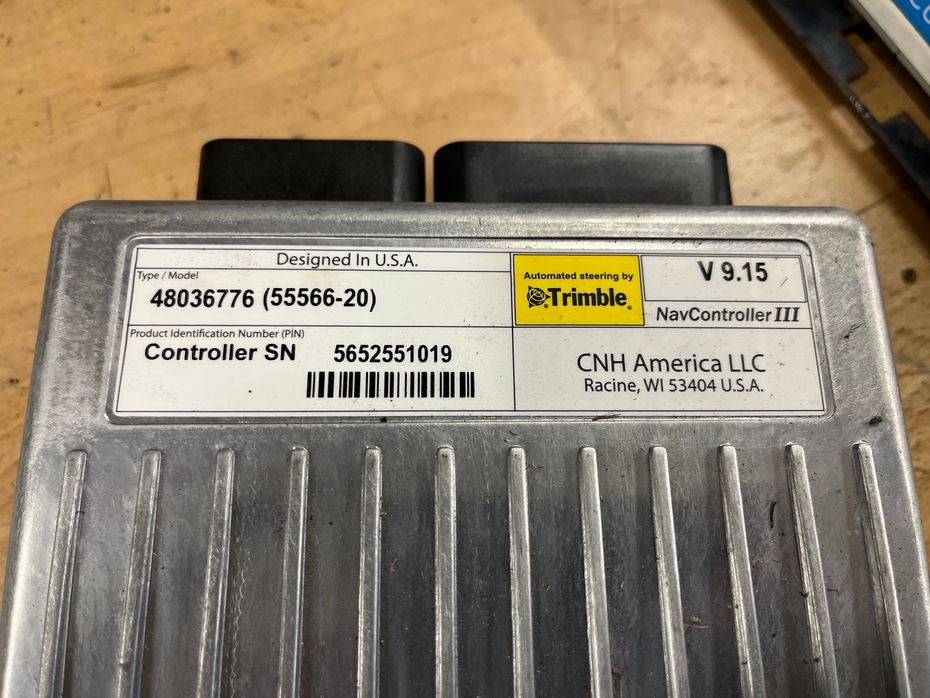 Designed In U.S.A.
Type / Model
48036776 (55566-20)
Product Identification Number (PIN)
Controller SN 5652551019
Automated steering by
Trimble
V 9.15
NavController III
CNH America LLC
Racine, WI 53404 U.S.A.